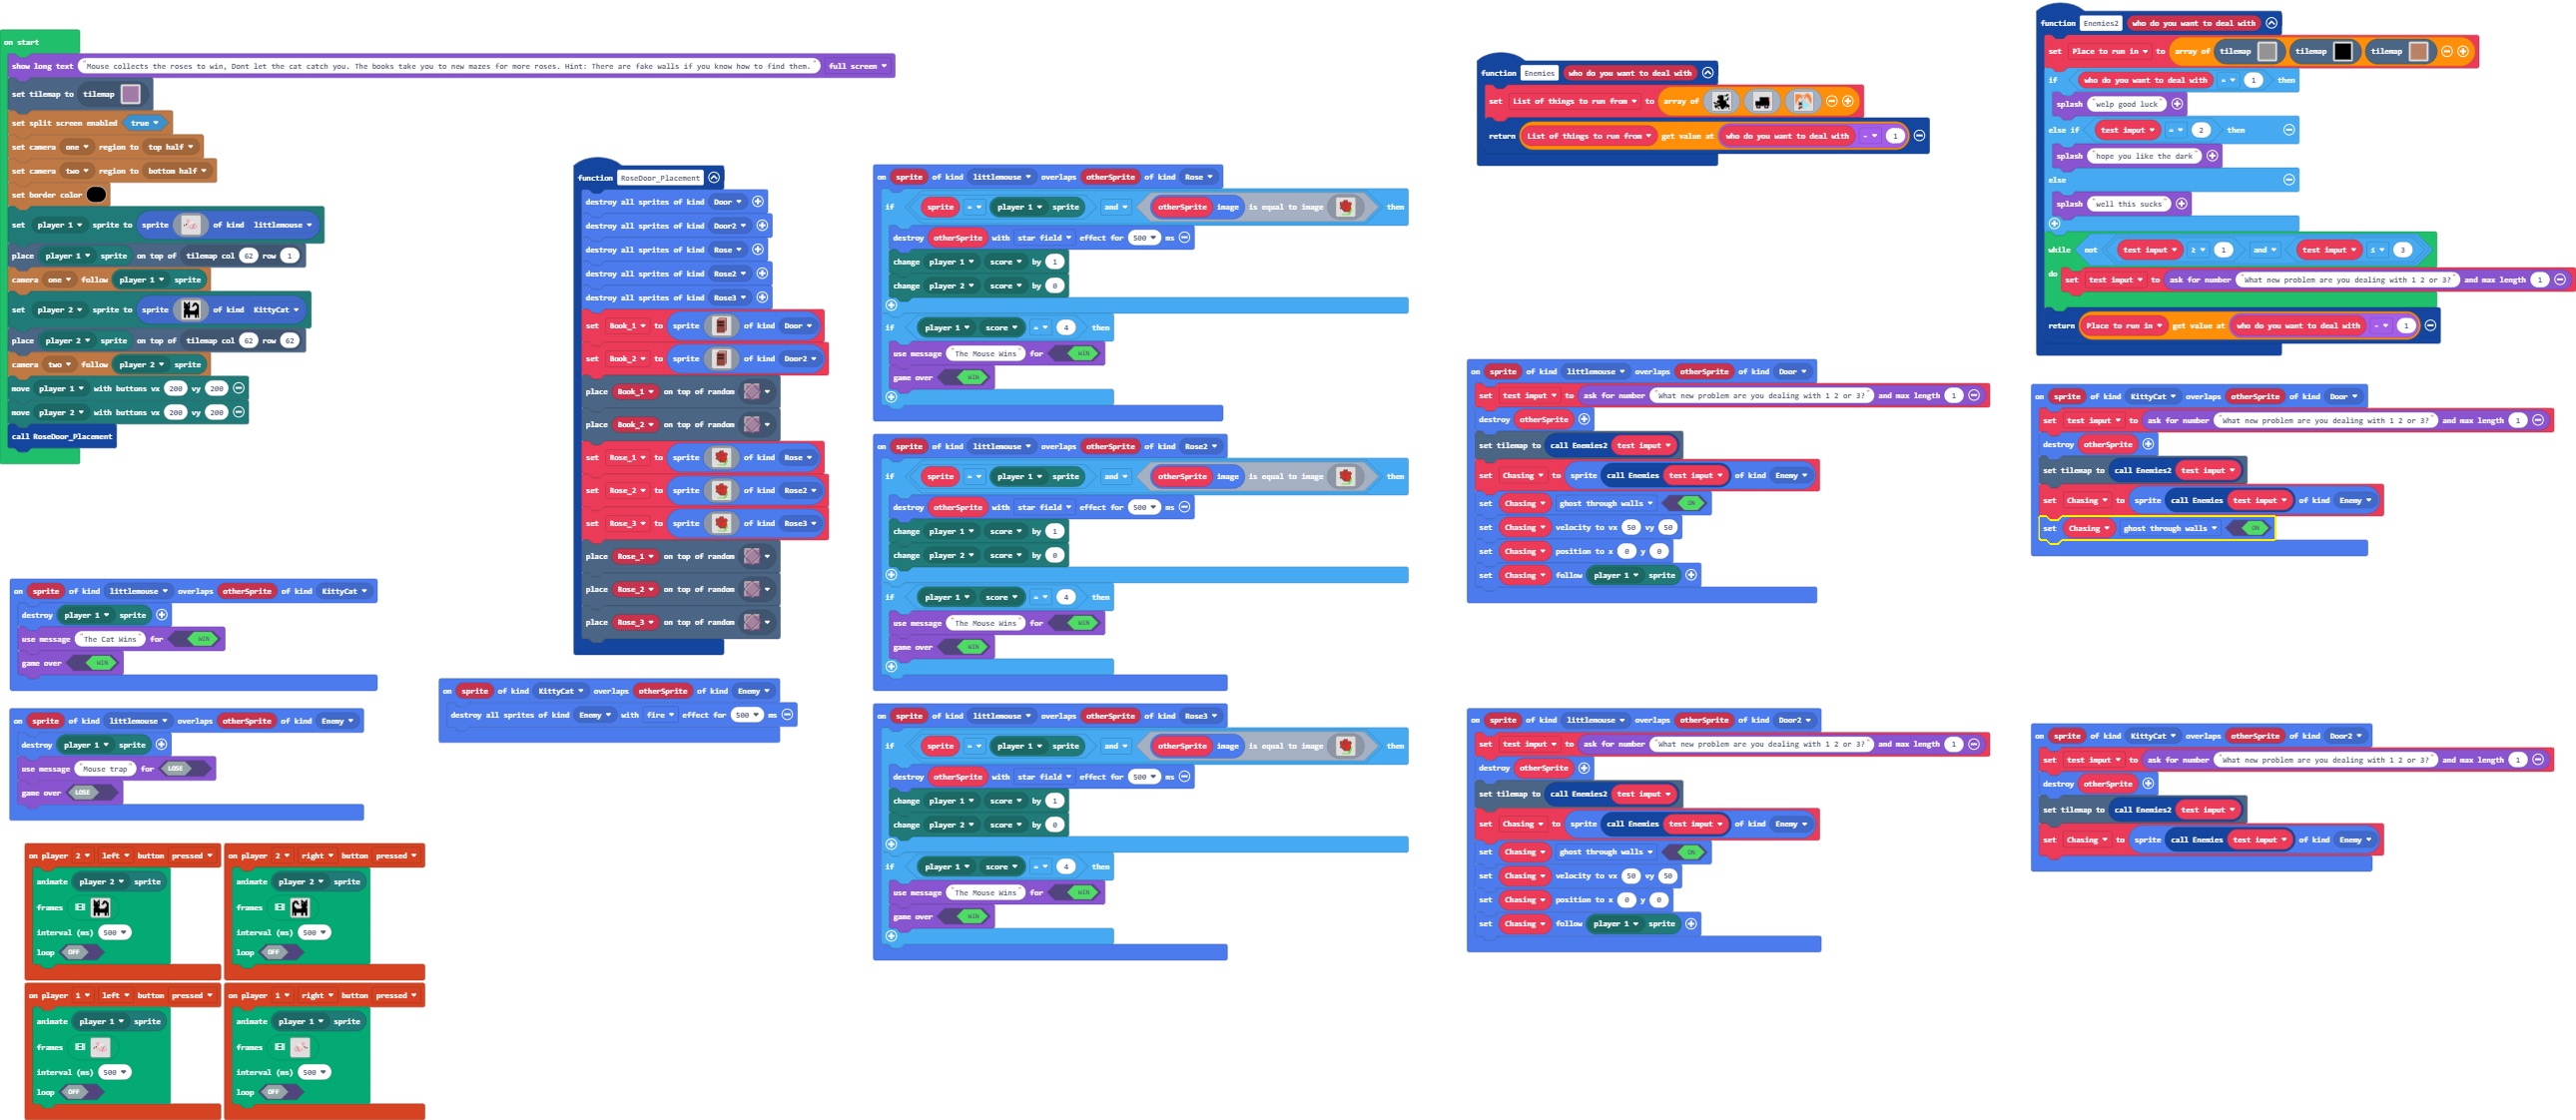 on start
show long text "Mouse collects the roses to win, Dont let the cat catch you. The books take you to new mazes for more roses. Hint: There are fake walls if you know how to find them." full screen
set tilemap to tilemap
set split screen enabled true
set camera one region to top half
set camera two region to bottom half
set border color
set player 1 sprite to sprite of kind littlemouse
place player 1 sprite on top of tilemap col 62 row 1
camera one follow player 1 sprite
set player 2 sprite to sprite of kind KittyCat
place player 2 sprite on top of tilemap col 62 row 62
camera two follow player 2 sprite
move player 1 with buttons vx 200 vy 200
move player 2 with buttons vx 200 vy 200
call RoseDoor_Placement
on sprite of kind littlemouse overlaps otherSprite of kind KittyCat
destroy player 1 sprite
use message "The Cat Wins" for WIN
game over WIN
on sprite of kind littlemouse overlaps otherSprite of kind Enemy
destroy player 1 sprite
use message "Mouse trap" for LOSE
game over LOSE
on player 2 left button pressed
animate player 2 sprite
frames
interval (ms) 500
loop OFF
on player 2 right button pressed
animate player 2 sprite
frames
interval (ms) 500
loop OFF
on player 1 left button pressed
animate player 1 sprite
frames
interval (ms) 500
loop OFF
on player 1 right button pressed
animate player 1 sprite
frames
interval (ms) 500
loop OFF
function RoseDoor_Placement
destroy all sprites of kind Door
destroy all sprites of kind Door2
destroy all sprites of kind Rose
destroy all sprites of kind Rose2
destroy all sprites of kind Rose3
set Book_1 to sprite of kind Door
set Book_2 to sprite of kind Door2
place Book_1 on top of random
place Book_2 on top of random
set Rose_1 to sprite of kind Rose
set Rose_2 to sprite of kind Rose2
set Rose_3 to sprite of kind Rose3
place Rose_1 on top of random
place Rose_2 on top of random
place Rose_3 on top of random
on sprite of kind KittyCat overlaps otherSprite of kind Enemy
destroy all sprites of kind Enemy with fire effect for 500 ms
on sprite of kind littlemouse overlaps otherSprite of kind Rose
if sprite = player 1 sprite and otherSprite image is equal to image then
destroy otherSprite with star field effect for 500 ms
change player 1 score by 1
change player 2 score by 0
if player 1 score = 4 then
use message "The Mouse Wins" for WIN
game over WIN
on sprite of kind littlemouse overlaps otherSprite of kind Rose2
if sprite = player 1 sprite and otherSprite image is equal to image then
destroy otherSprite with star field effect for 500 ms
change player 1 score by 1
change player 2 score by 0
if player 1 score = 4 then
use message "The Mouse Wins" for WIN
game over WIN
on sprite of kind littlemouse overlaps otherSprite of kind Rose3
if sprite = player 1 sprite and otherSprite image is equal to image then
destroy otherSprite with star field effect for 500 ms
change player 1 score by 1
change player 2 score by 0
if player 1 score = 4 then
use message "The Mouse Wins" for WIN
game over WIN
function Enemies who do you want to deal with
set List of things to run from to array of
return List of things to run from get value at who do you want to deal with - 1
on sprite of kind littlemouse overlaps otherSprite of kind Door
set test imput to ask for number "What new problem are you dealing with 1 2 or 3?" and max length 1
destroy otherSprite
set tilemap to call Enemies2 test imput
set Chasing to sprite call Enemies test imput of kind Enemy
set Chasing ghost through walls ON
set Chasing velocity to vx 50 vy 50
set Chasing position to x 0 y 0
set Chasing follow player 1 sprite
on sprite of kind littlemouse overlaps otherSprite of kind Door2
set test imput to ask for number "What new problem are you dealing with 1 2 or 3?" and max length 1
destroy otherSprite
set tilemap to call Enemies2 test imput
set Chasing to sprite call Enemies test imput of kind Enemy
set Chasing ghost through walls ON
set Chasing velocity to vx 50 vy 50
set Chasing position to x 0 y 0
set Chasing follow player 1 sprite
function Enemies2 who do you want to deal with
set Place to run in to array of tilemap tilemap tilemap
if who do you want to deal with = 1 then
splash "welp good luck"
else if test imput = 2 then
splash "hope you like the dark"
else
splash "well this sucks"
while not test imput ≥ 1 and test imput ≤ 3
do set test imput to ask for number "What new problem are you dealing with 1 2 or 3?" and max length 1
return Place to run in get value at who do you want to deal with - 1
on sprite of kind KittyCat overlaps otherSprite of kind Door
set test imput to ask for number "What new problem are you dealing with 1 2 or 3?" and max length 1
destroy otherSprite
set tilemap to call Enemies2 test imput
set Chasing to sprite call Enemies test imput of kind Enemy
set Chasing ghost through walls ON
on sprite of kind KittyCat overlaps otherSprite of kind Door2
set test imput to ask for number "What new problem are you dealing with 1 2 or 3?" and max length 1
destroy otherSprite
set tilemap to call Enemies2 test imput
set Chasing to sprite call Enemies test imput of kind Enemy